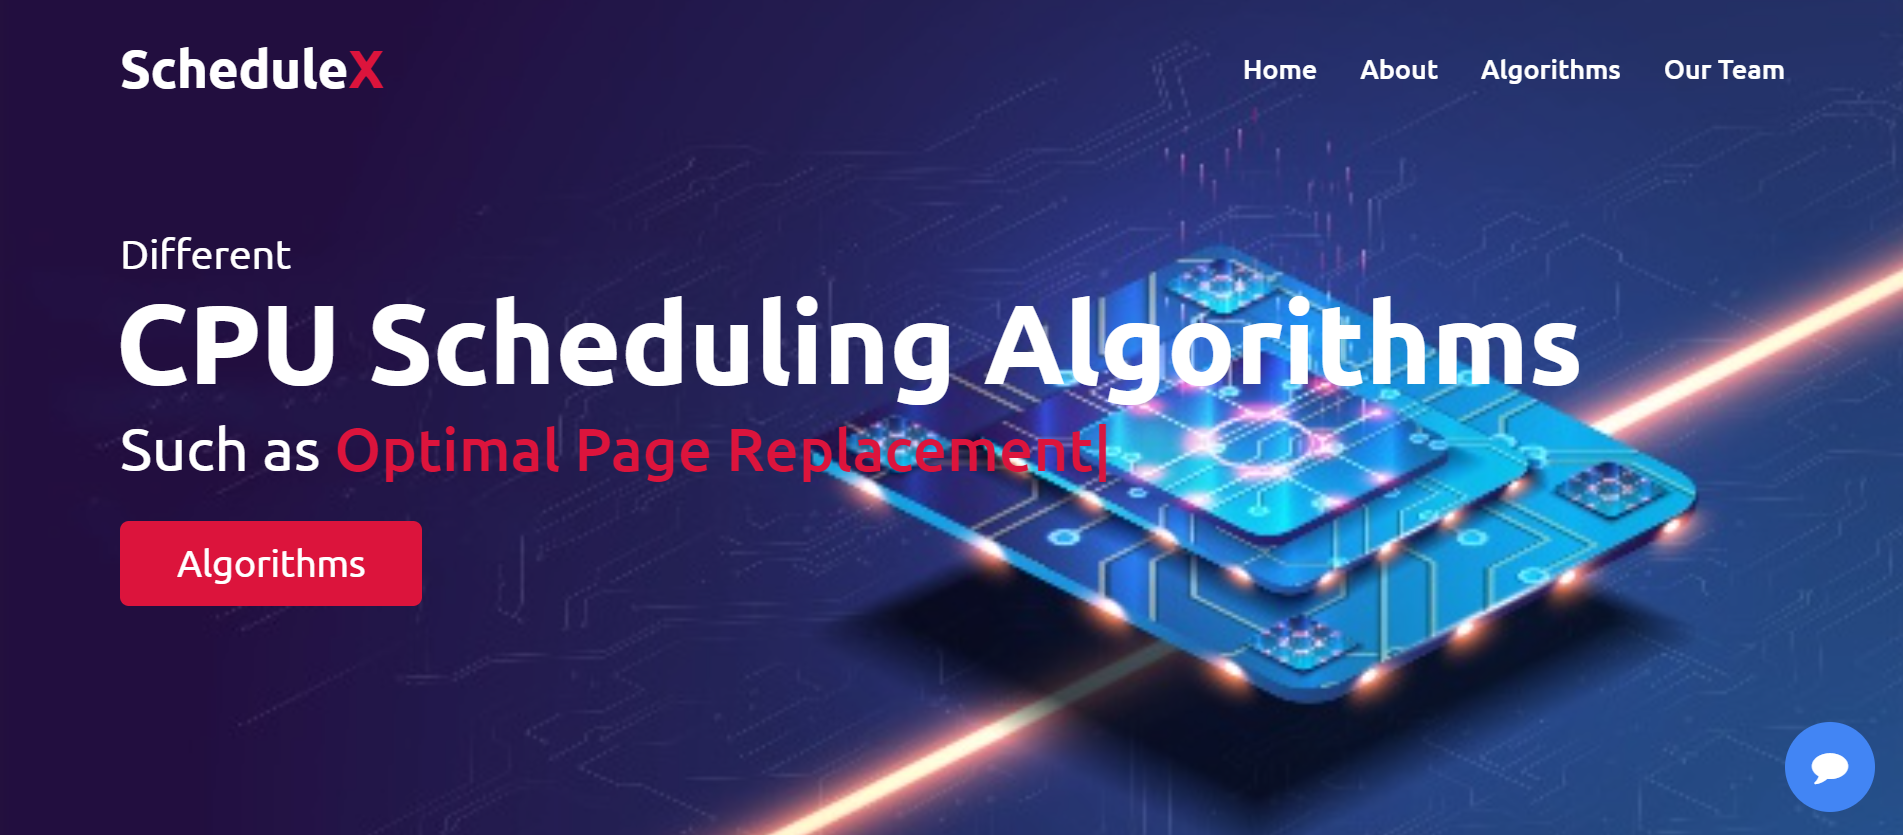 ScheduleX
Home About Algorithms Our Team
Different
CPU Scheduling Algorithms
Such as Optimal Page Replacement|
Algorithms